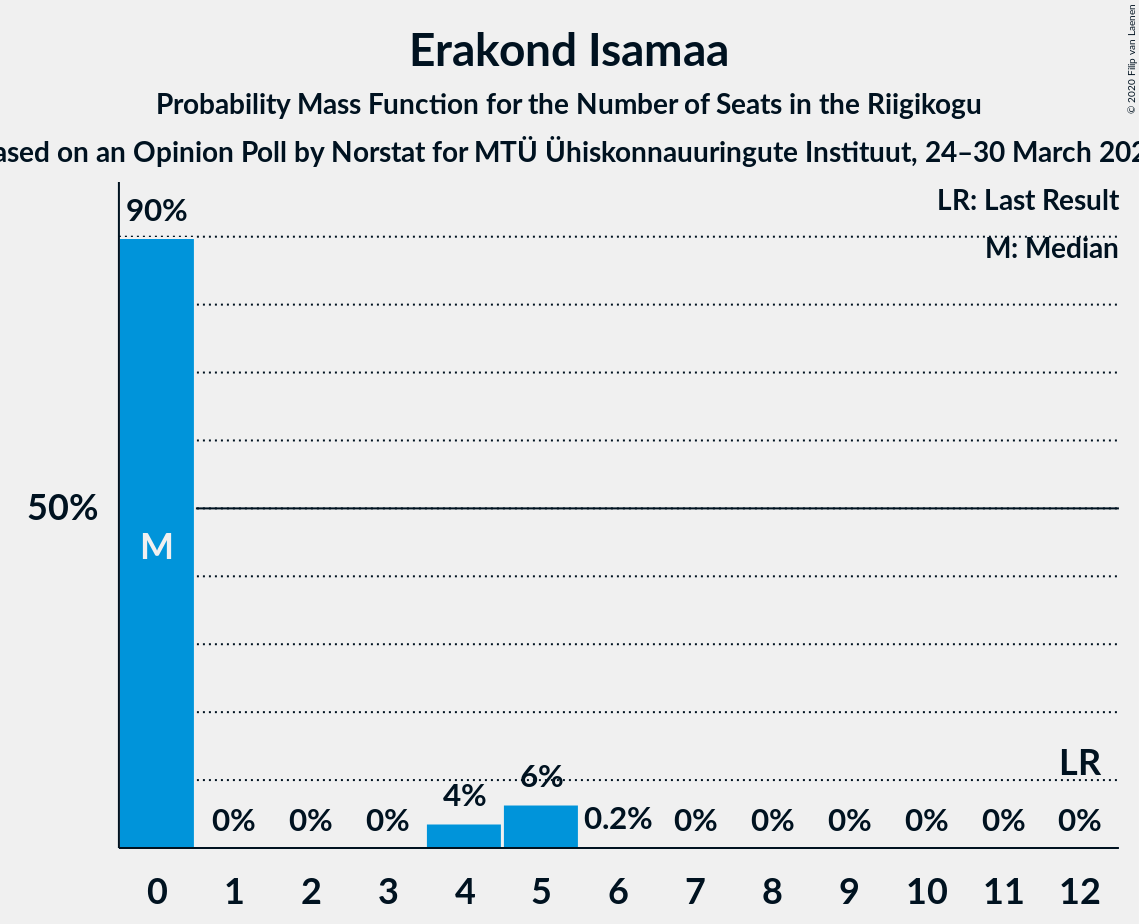 Erakond Isamaa
Probability Mass Function for the Number of Seats in the Riigikogu
ased on an Opinion Poll by Norstat for MTÜ Ühiskonnauuringute Instituut, 24–30 March 202
© 2020 Filip van Laenen
LR: Last Result
M: Median
90%
50%
M
LR
0% 0% 0% 4% 6% 0.2% 0% 0% 0% 0% 0% 0%
0 1 2 3 4 5 6 7 8 9 10 11 12